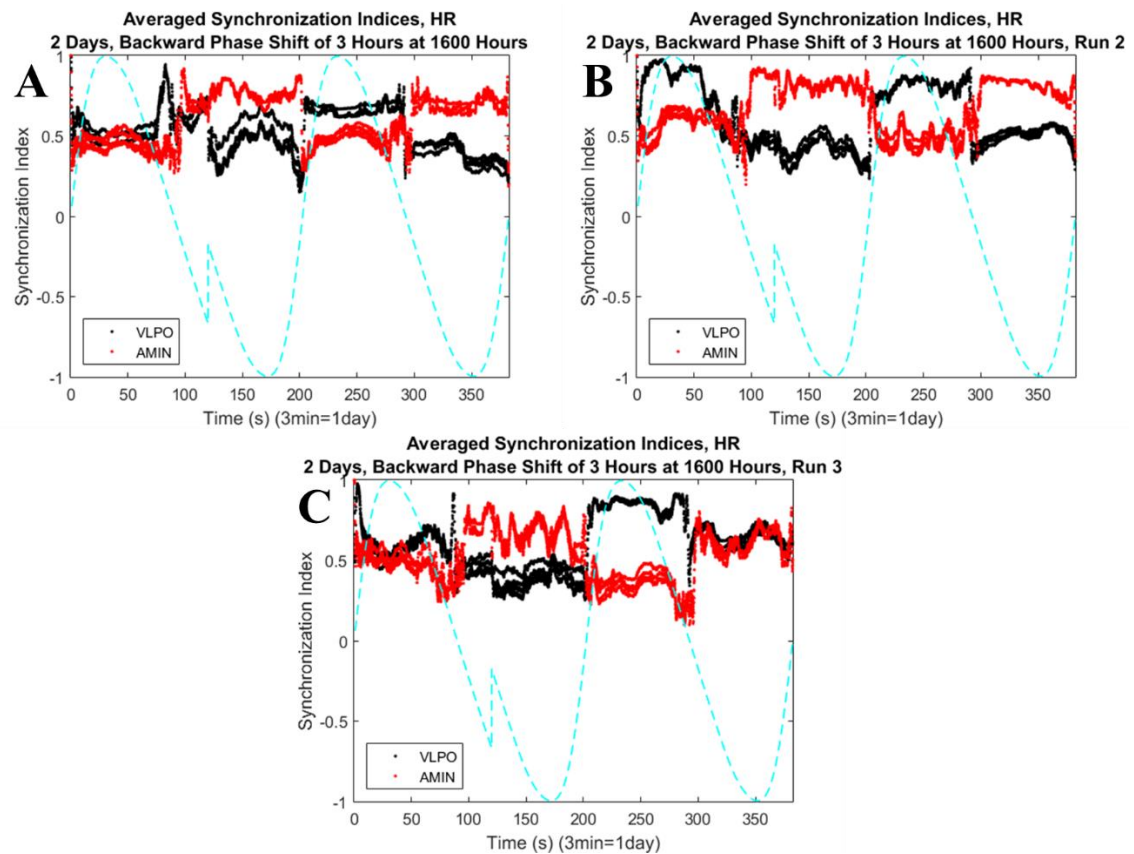 Averaged Synchronization Indices, HR
2 Days, Backward Phase Shift of 3 Hours at 1600 Hours
A
1
0.5
0
-0.5
-1
Synchronization Index
VLPO
AMIN
0 50 100 150 200 250 300 350
Time (s) (3min=1day)
Averaged Synchronization Indices, HR
2 Days, Backward Phase Shift of 3 Hours at 1600 Hours, Run 2
B
1
0.5
0
-0.5
-1
Synchronization Index
VLPO
AMIN
0 50 100 150 200 250 300 350
Time (s) (3min=1day)
Averaged Synchronization Indices, HR
2 Days, Backward Phase Shift of 3 Hours at 1600 Hours, Run 3
C
1
0.5
0
-0.5
-1
Synchronization Index
VLPO
AMIN
0 50 100 150 200 250 300 350
Time (s) (3min=1day)